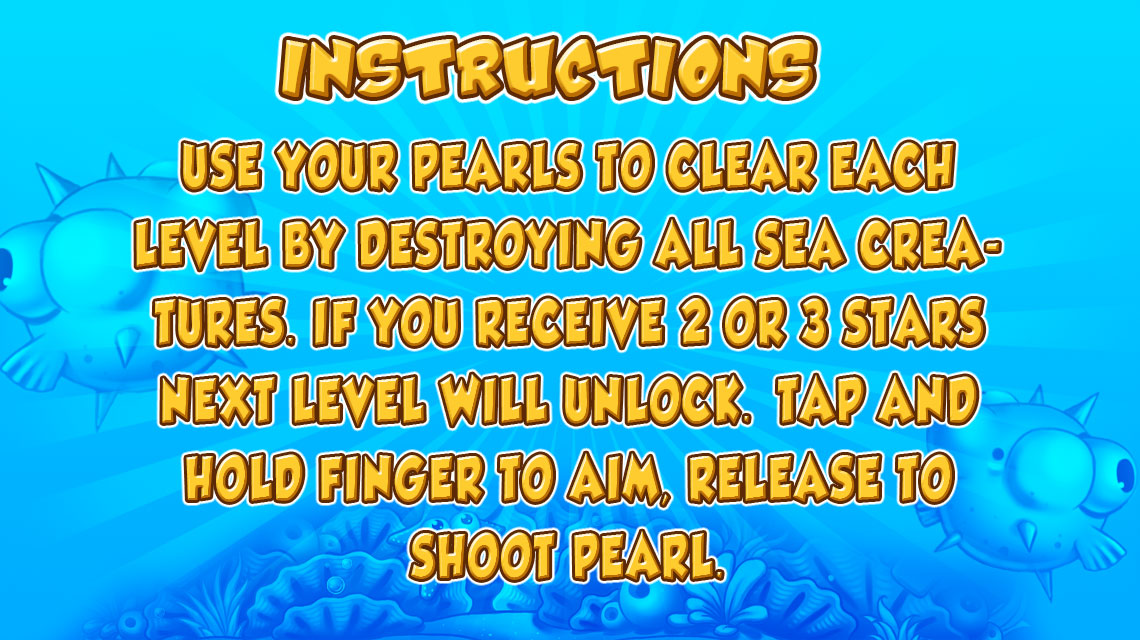 INSTRUCTIONS
USE YOUR PEARLS TO CLEAR EACH
LEVEL BY DESTROYING ALL SEA CREA-
TURES. IF YOU RECEIVE 2 OR 3 STARS
NEXT LEVEL WILL UNLOCK. TAP AND
HOLD FINGER TO AIM, RELEASE TO
SHOOT PEARL.